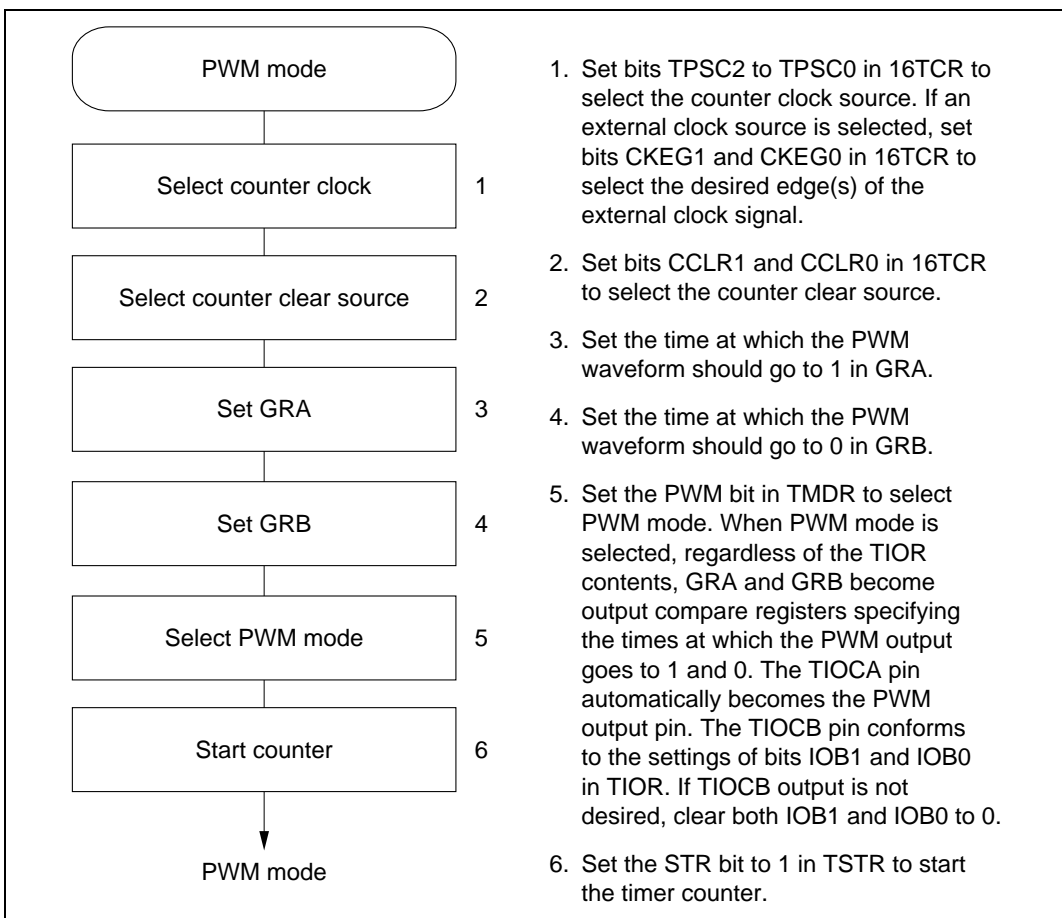 PWM mode
Select counter clock 1
Select counter clear source 2
Set GRA 3
Set GRB 4
Select PWM mode 5
Start counter 6
PWM mode
1. Set bits TPSC2 to TPSC0 in 16TCR to
select the counter clock source. If an
external clock source is selected, set
bits CKEG1 and CKEG0 in 16TCR to
select the desired edge(s) of the
external clock signal.
2. Set bits CCLR1 and CCLR0 in 16TCR
to select the counter clear source.
3. Set the time at which the PWM
waveform should go to 1 in GRA.
4. Set the time at which the PWM
waveform should go to 0 in GRB.
5. Set the PWM bit in TMDR to select
PWM mode. When PWM mode is
selected, regardless of the TIOR
contents, GRA and GRB become
output compare registers specifying
the times at which the PWM output
goes to 1 and 0. The TIOCA pin
automatically becomes the PWM
output pin. The TIOCB pin conforms
to the settings of bits IOB1 and IOB0
in TIOR. If TIOCB output is not
desired, clear both IOB1 and IOB0 to 0.
6. Set the STR bit to 1 in TSTR to start
the timer counter.